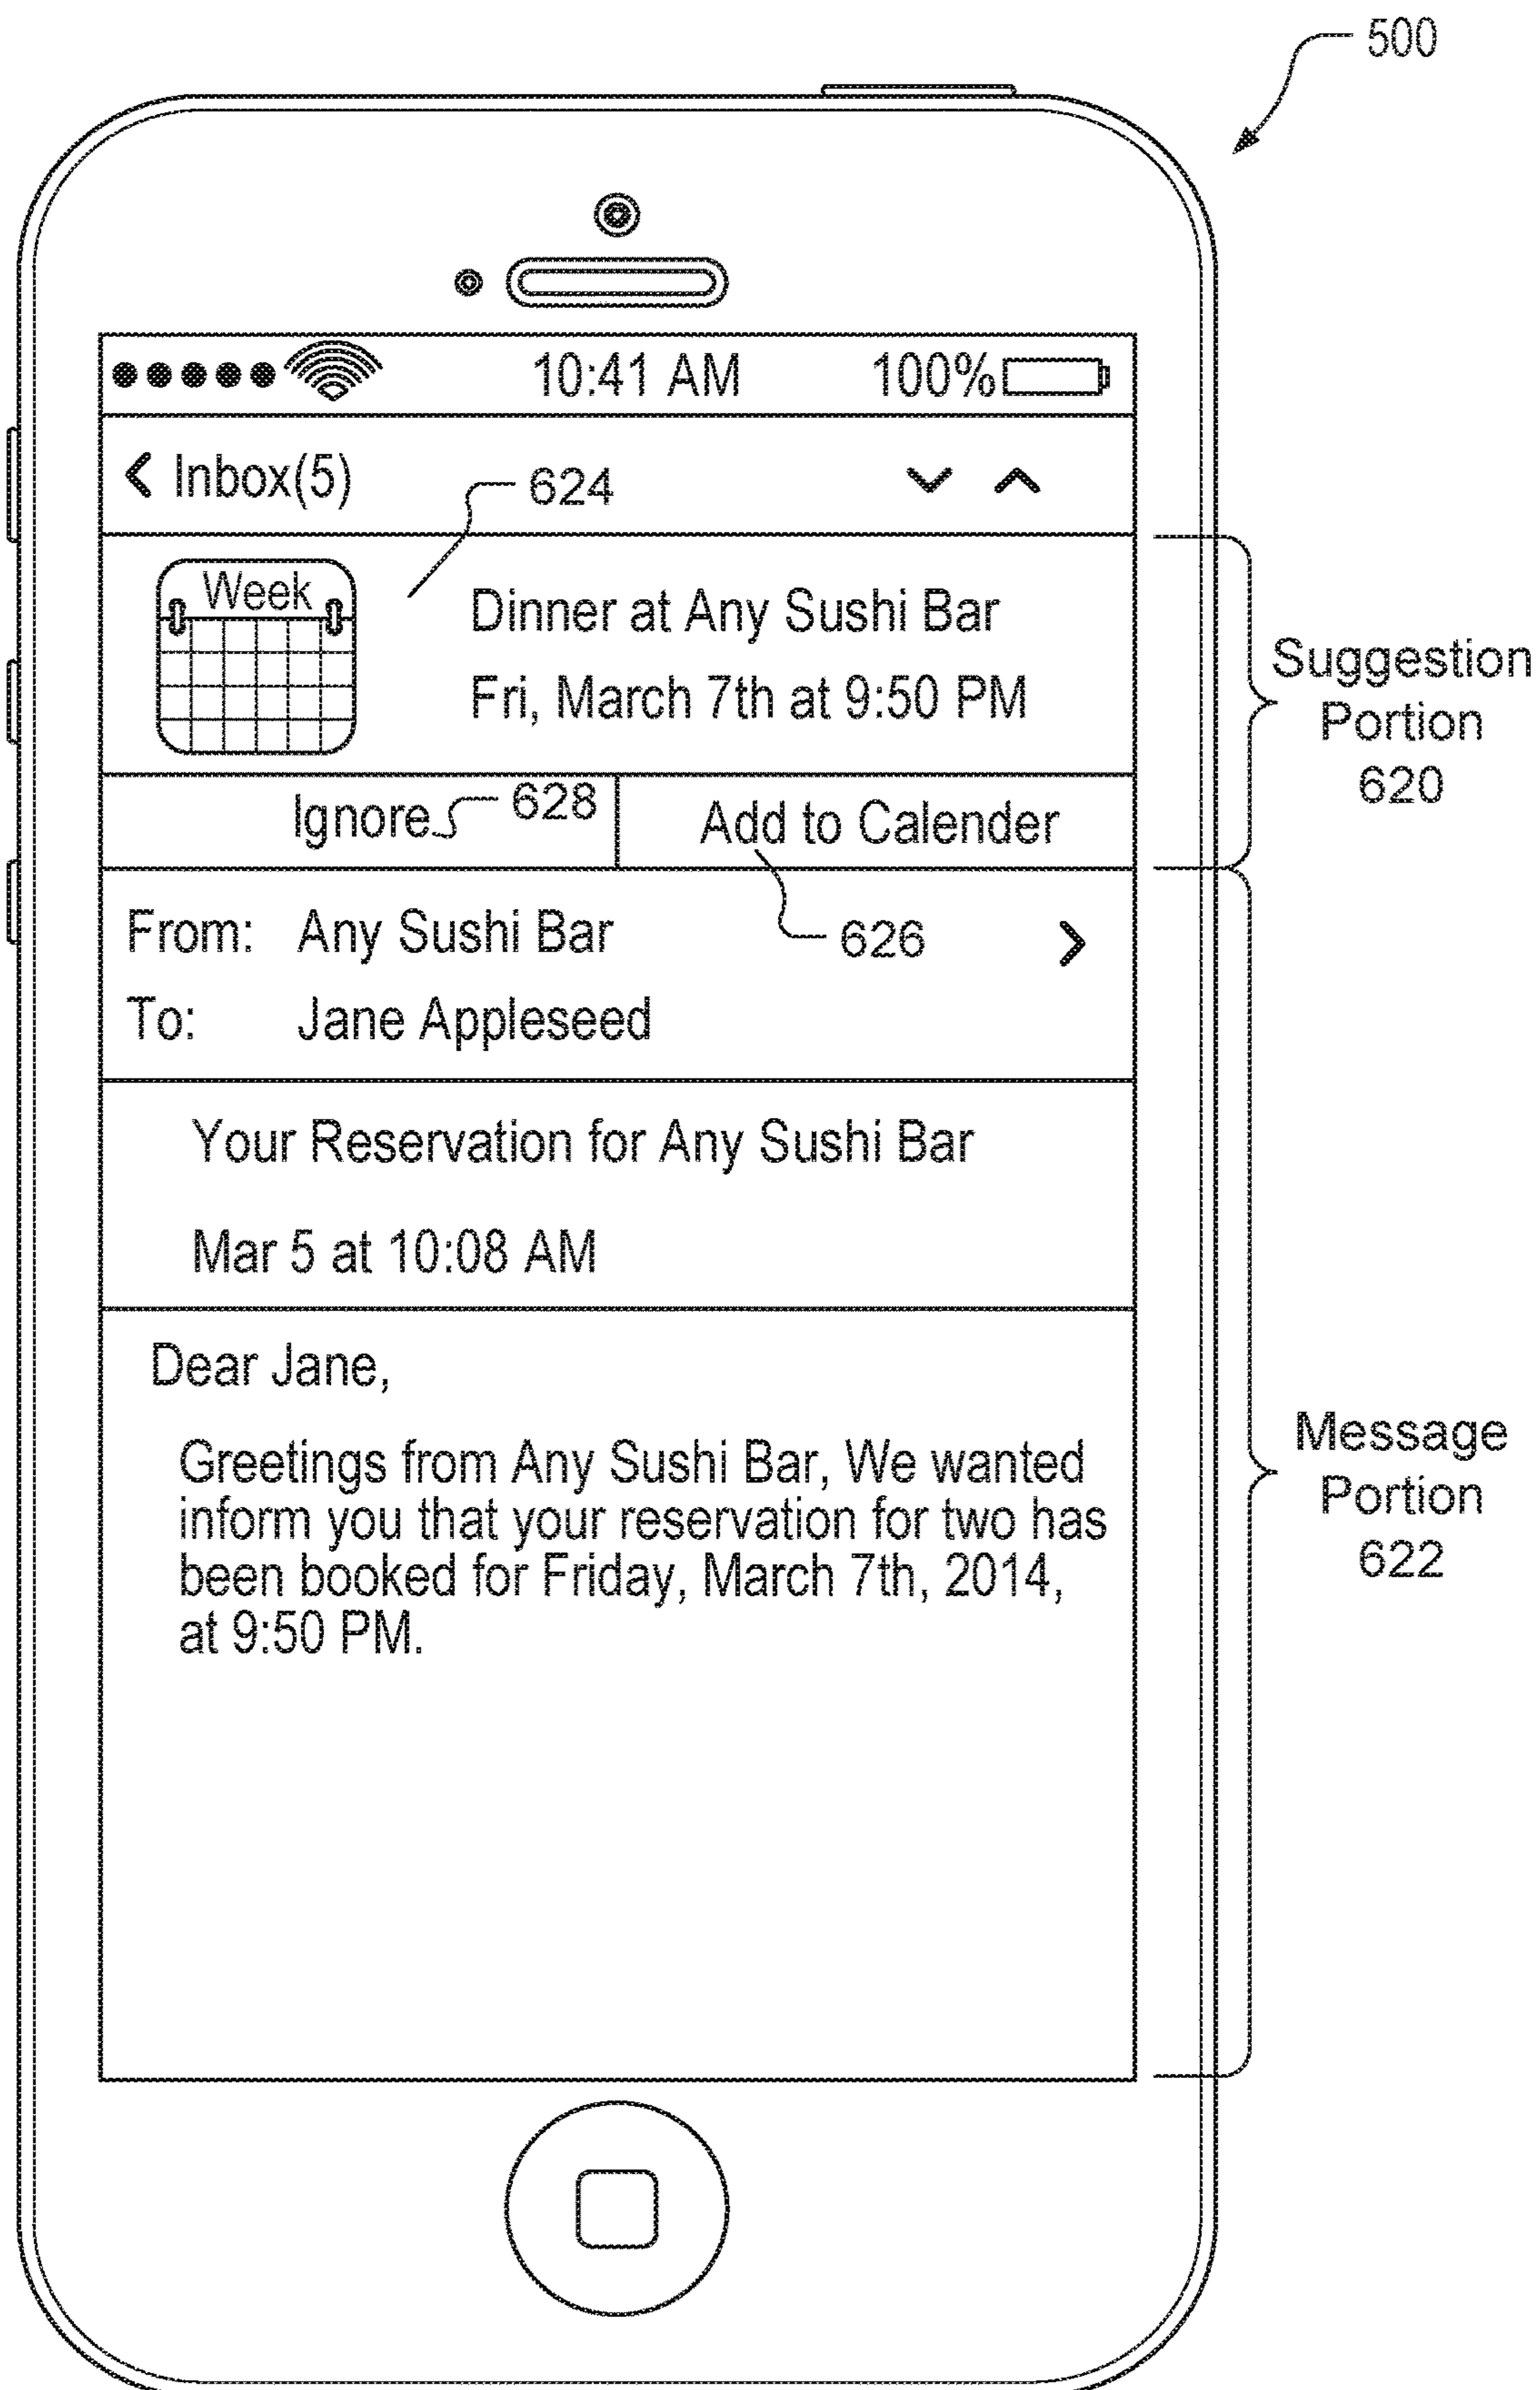 500
10:41 AM 100%
Inbox(5) 624
Week
Dinner at Any Sushi Bar
Fri, March 7th at 9:50 PM
Suggestion
Portion
620
Ignore 628 Add to Calender
From: Any Sushi Bar 626
To: Jane Appleseed
Your Reservation for Any Sushi Bar
Mar 5 at 10:08 AM
Dear Jane,
Greetings from Any Sushi Bar, We wanted
inform you that your reservation for two has
been booked for Friday, March 7th, 2014,
at 9:50 PM.
Message
Portion
622